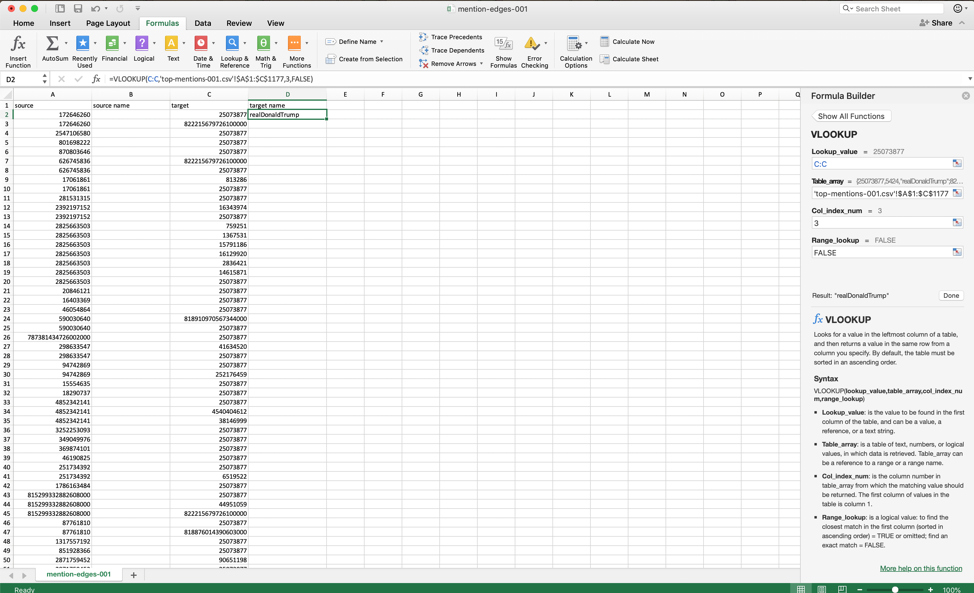 mention-edges-001
Search Sheet
Home Insert Page Layout Formulas Data Review View
Share
Insert Function
AutoSum
Recently Used
Financial
Logical
Text
Date & Time
Lookup & Reference
Math & Trig
More Functions
Define Name
Create from Selection
Trace Precedents
Trace Dependents
Remove Arrows
Show Formulas
Error Checking
Calculation Options
Calculate Now
Calculate Sheet
D2 fx =VLOOKUP(C:C,'top-mentions-001.csv'!$A$1:$C$1177,3,FALSE)
A B C D E F G H I J K L M N O P Q
1 source source name target target name
2 172646260 25073877 realDonaldTrump
3 172646260 822215679726100000
4 2547106580 25073877
5 801698222 25073877
6 870803646 25073877
7 626745836 822215679726100000
8 626745836 25073877
9 17061861 813286
10 17061861 25073877
11 281531315 25073877
12 2392197152 16343974
13 2392197152 25073877
14 2825663503 759251
15 2825663503 1367531
16 2825663503 15791186
17 2825663503 16129920
18 2825663503 2836421
19 2825663503 14615871
20 2825663503 25073877
21 20846121 25073877
22 16403369 25073877
23 46054864 25073877
24 590030640 818910970567344000
25 590030640 25073877
26 787381434726002000 25073877
27 298633547 41634520
28 298633547 25073877
29 94742869 25073877
30 94742869 252176459
31 15554635 25073877
32 18290737 25073877
33 4852342141 25073877
34 4852342141 4540404612
35 4852342141 38146999
36 3252253093 25073877
37 349049976 25073877
38 369874101 25073877
39 46190825 25073877
40 251734392 25073877
41 251734392 6519522
42 1786163484 25073877
43 815299332882608000 25073877
44 815299332882608000 44951059
45 815299332882608000 822215679726100000
46 87761810 25073877
47 87761810 818876014390603000
48 1317557192 25073877
49 851928366 25073877
50 2871759452 90651198
mention-edges-001 +
Ready
100%
Formula Builder
Show All Functions
VLOOKUP
Lookup_value = 25073877
C:C
Table_array = {25073877,5424,"realDonaldTrump";82...
'top-mentions-001.csv'!$A$1:$C$1177
Col_index_num = 3
3
Range_lookup = FALSE
FALSE
Result: "realDonaldTrump"
Done
fx VLOOKUP
Looks for a value in the leftmost column of a table,
and then returns a value in the same row from a
column you specify. By default, the table must be
sorted in an ascending order.
Syntax
VLOOKUP(lookup_value,table_array,col_index_nu
m,range_lookup)
• Lookup_value: is the value to be found in the first
column of the table, and can be a value, a
reference, or a text string.
• Table_array: is a table of text, numbers, or logical
values, in which data is retrieved. Table_array can
be a reference to a range or a range name.
• Col_index_num: is the column number in
table_array from which the matching value should
be returned. The first column of values in the
table is column 1.
• Range_lookup: is a logical value: to find the
closest match in the first column (sorted in
ascending order) = TRUE or omitted; find an
exact match = FALSE.
More help on this function